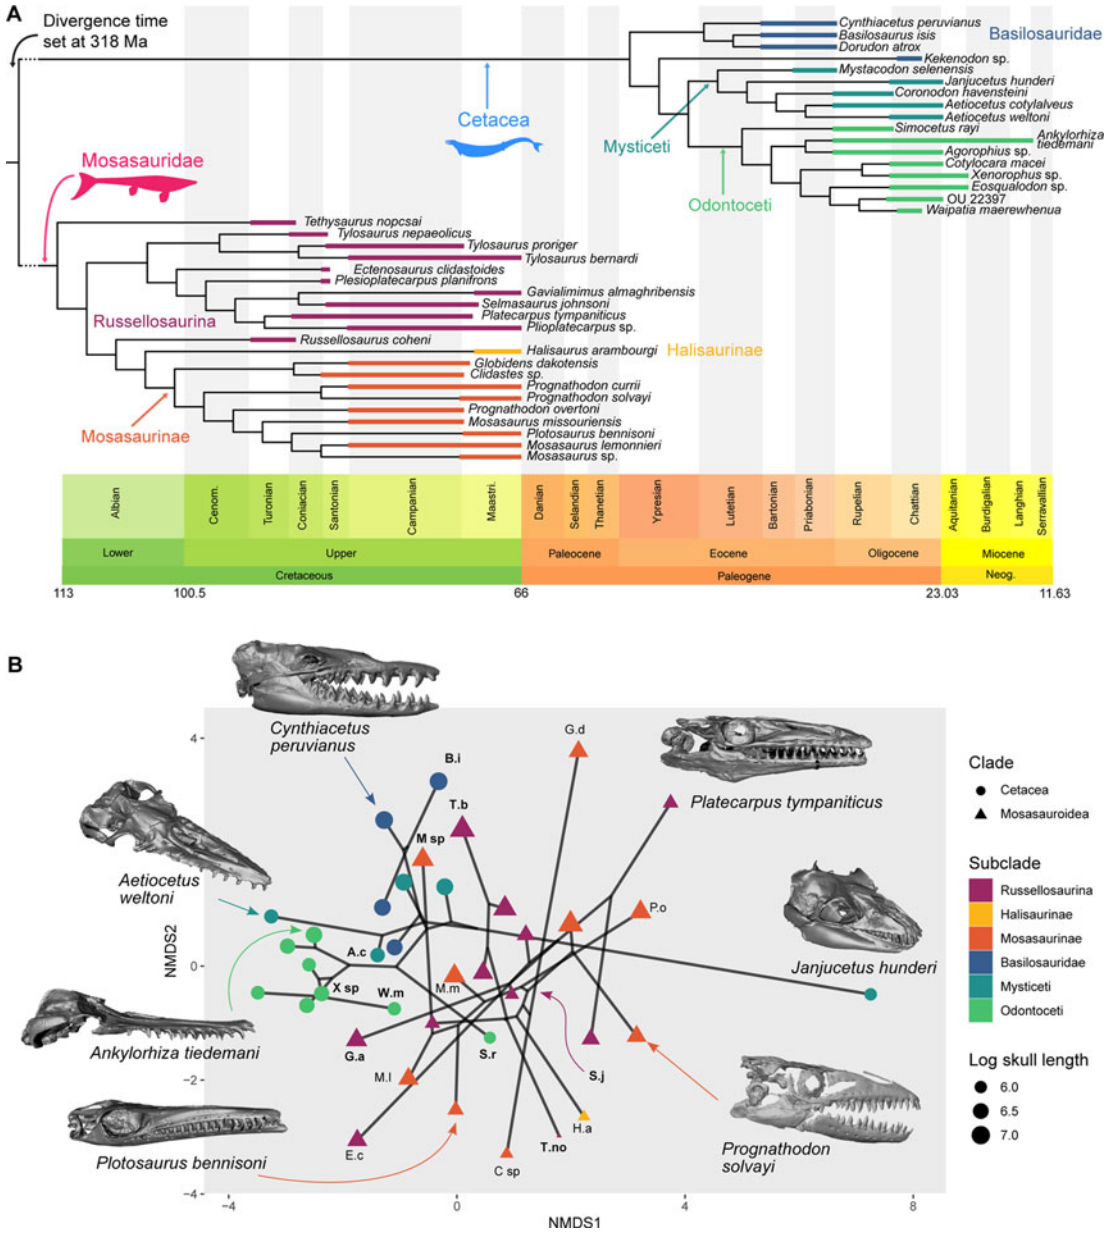 A
Divergence time
set at 318 Ma
Cynthiacetus peruvianus
Basilosaurus isis
Basilosauridae
Dorudon atrox
Kekenodon sp.
Mystacodon selenensis
Janjucetus hunderi
Coronodon havensteini
Cetacea
Aetiocetus cotylalveus
Aetiocetus weltoni
Mysticeti
Simocetus rayi
Ankylorhiza
tiedemani
Mosasauridae
Agorophius sp.
Cotylocara macei
Xenorophus sp.
Eosqualodon sp.
Odontoceti
OU 22397
Waipatia maerewhenua
Tethysaurus nopcsai
Tylosaurus nepaeolicus
Tylosaurus proriger
Tylosaurus bernardi
Ectenosaurus clidastoides
Plesioplatecarpus planifrons
Gavialimimus almaghribensis
Selmasaurus johnsoni
Russellosaurina
Platecarpus tympaniticus
Plioplatecarpus sp.
Russellosaurus coheni
Halisaurus arambourgi
Halisaurinae
Globidens dakotensis
Clidastes sp.
Prognathodon currii
Prognathodon solvayi
Prognathodon overtoni
Mosasaurus missouriensis
Mosasaurinae
Plotosaurus bennisoni
Mosasaurus lemonnieri
Mosasaurus sp.
Albian
Cenom.
Turonian
Coniacian
Santonian
Campanian
Maastri.
Danian
Selandian
Thanetian
Ypresian
Lutetian
Bartonian
Priabonian
Rupelian
Chattian
Aquitanian
Burdigalian
Langhian
Serravallian
Lower
Upper
Paleocene
Eocene
Oligocene
Miocene
Cretaceous
Paleogene
Neog.
113
100.5
66
23.03
11.63
B
Cynthiacetus
peruvianus
B.i
T.b
M sp
G.d
Platecarpus tympaniticus
Aetiocetus
weltoni
A.c
X sp
W.m
M.m
P.o
Janjucetus hunderi
Ankylorhiza tiedemani
G.a
S.r
M.l
S.j
H.a
E.c
C sp
T.no
Plotosaurus bennisoni
Prognathodon
solvayi
4
0
−2
−4
NMDS2
−4
0
4
8
NMDS1
Clade
Cetacea
Mosasauroidea
Subclade
Russellosaurina
Halisaurinae
Mosasaurinae
Basilosauridae
Mysticeti
Odontoceti
Log skull length
6.0
6.5
7.0